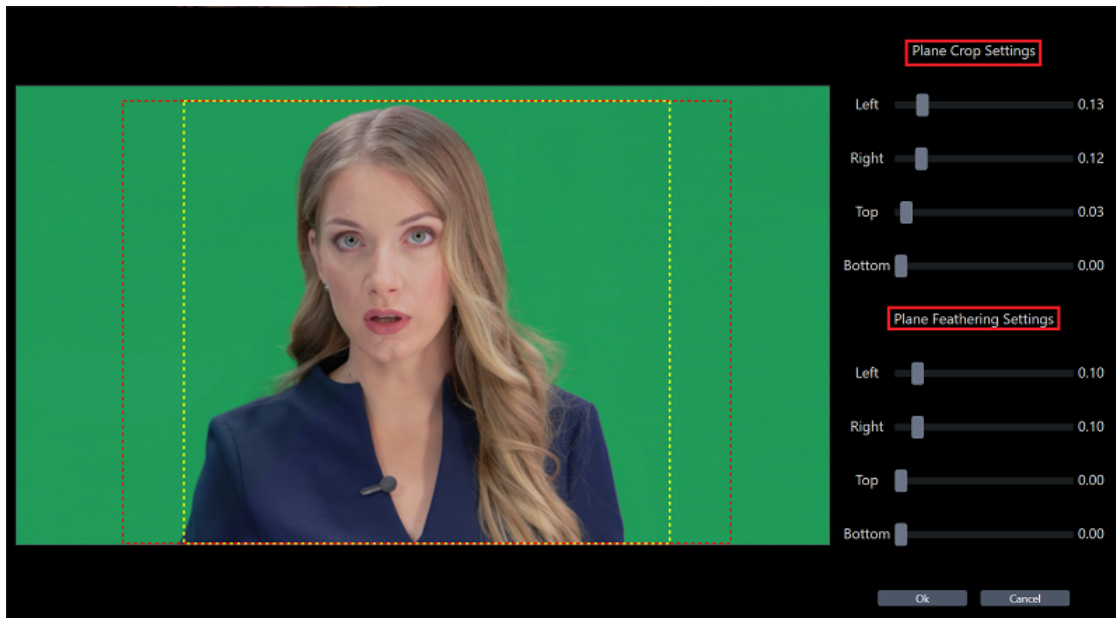 Plane Crop Settings
Left 0.13
Right 0.12
Top 0.03
Bottom 0.00
Plane Feathering Settings
Left 0.10
Right 0.10
Top 0.00
Bottom 0.00
Ok Cancel